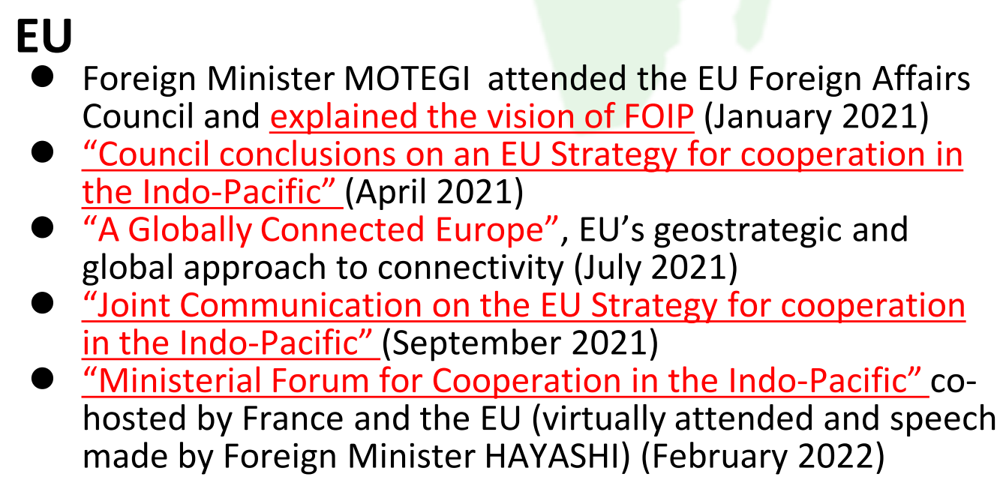 EU
● Foreign Minister MOTEGI  attended the EU Foreign Affairs
Council and explained the vision of FOIP (January 2021)
● “Council conclusions on an EU Strategy for cooperation in
the Indo-Pacific” (April 2021)
● “A Globally Connected Europe”, EU’s geostrategic and
global approach to connectivity (July 2021)
● “Joint Communication on the EU Strategy for cooperation
in the Indo-Pacific” (September 2021)
● “Ministerial Forum for Cooperation in the Indo-Pacific” co-
hosted by France and the EU (virtually attended and speech
made by Foreign Minister HAYASHI) (February 2022)